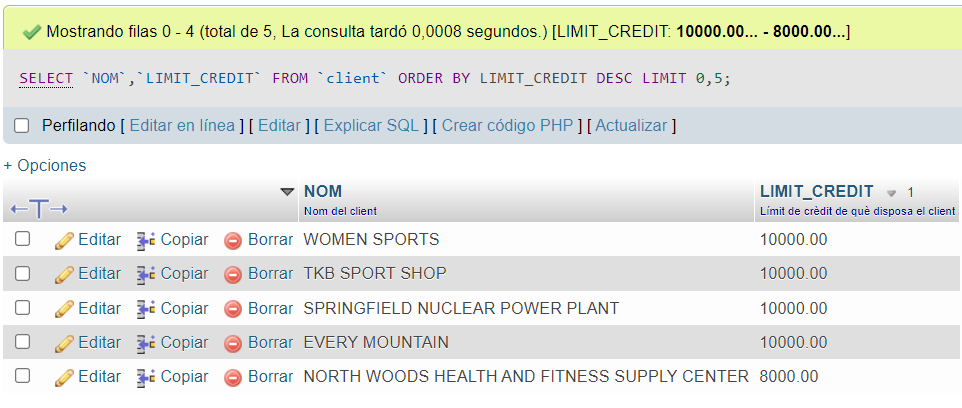 Mostrando filas 0 - 4 (total de 5, La consulta tardó 0,0008 segundos.) [LIMIT_CREDIT: 10000.00... - 8000.00...]
SELECT `NOM`,`LIMIT_CREDIT` FROM `client` ORDER BY LIMIT_CREDIT DESC LIMIT 0,5;
Perfilando [ Editar en línea ] [ Editar ] [ Explicar SQL ] [ Crear código PHP ] [ Actualizar ]
+ Opciones
NOM LIMIT_CREDIT 1
Nom del client Límit de crèdit de què disposa el client
Editar Copiar Borrar WOMEN SPORTS 10000.00
Editar Copiar Borrar TKB SPORT SHOP 10000.00
Editar Copiar Borrar SPRINGFIELD NUCLEAR POWER PLANT 10000.00
Editar Copiar Borrar EVERY MOUNTAIN 10000.00
Editar Copiar Borrar NORTH WOODS HEALTH AND FITNESS SUPPLY CENTER 8000.00